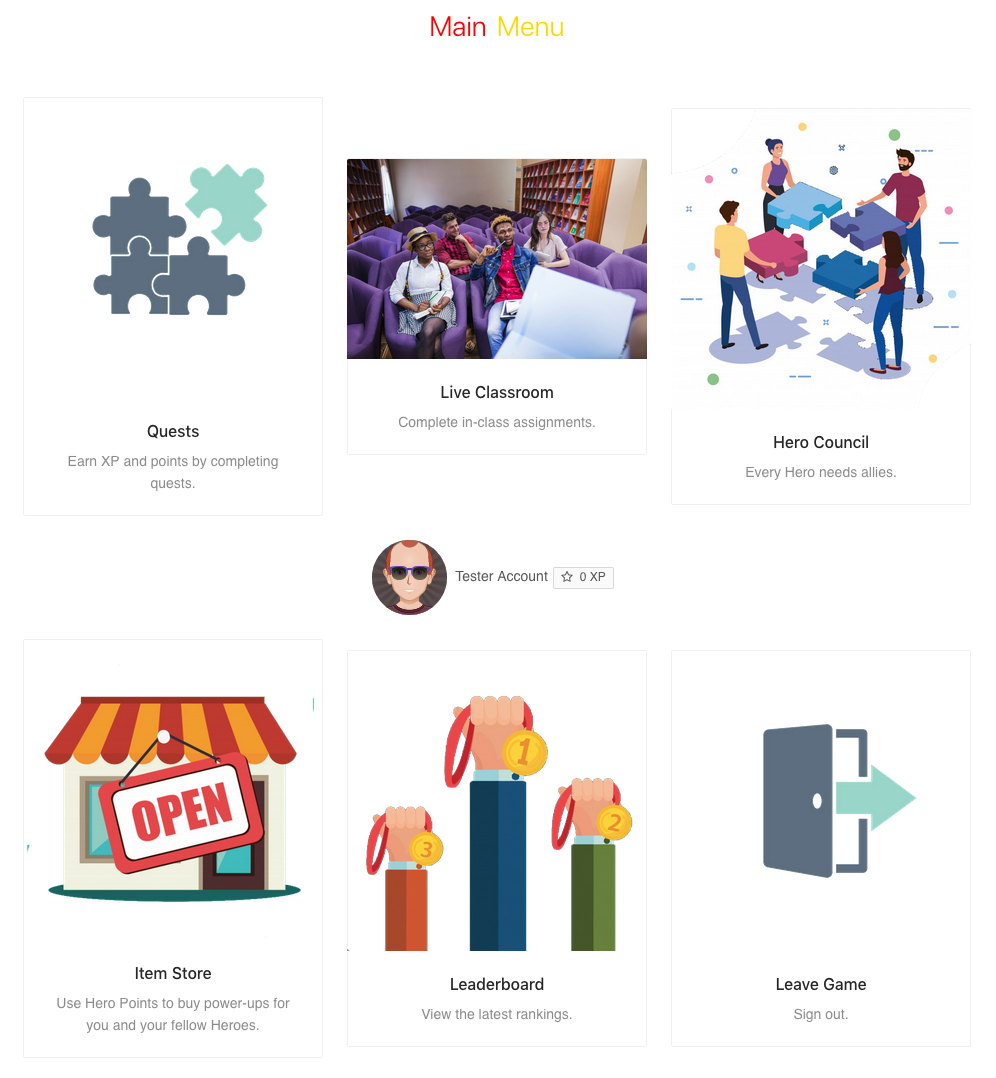 Main Menu
Quests
Earn XP and points by completing
quests.
Live Classroom
Complete in-class assignments.
Hero Council
Every Hero needs allies.
Tester Account 0 XP
OPEN
Item Store
Use Hero Points to buy power-ups for
you and your fellow Heroes.
1
2
3
Leaderboard
View the latest rankings.
Leave Game
Sign out.